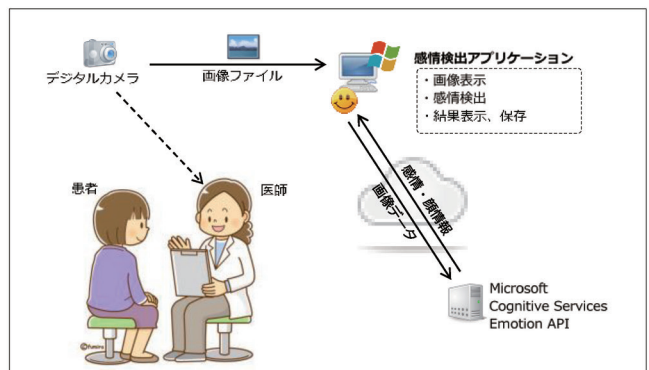 デジタルカメラ
画像ファイル
感情検出アプリケーション
・画像表示
・感情検出
・結果表示、保存
患者
医師
感情・顔情報
画像データ
Microsoft
Cognitive Services
Emotion API
©fumira